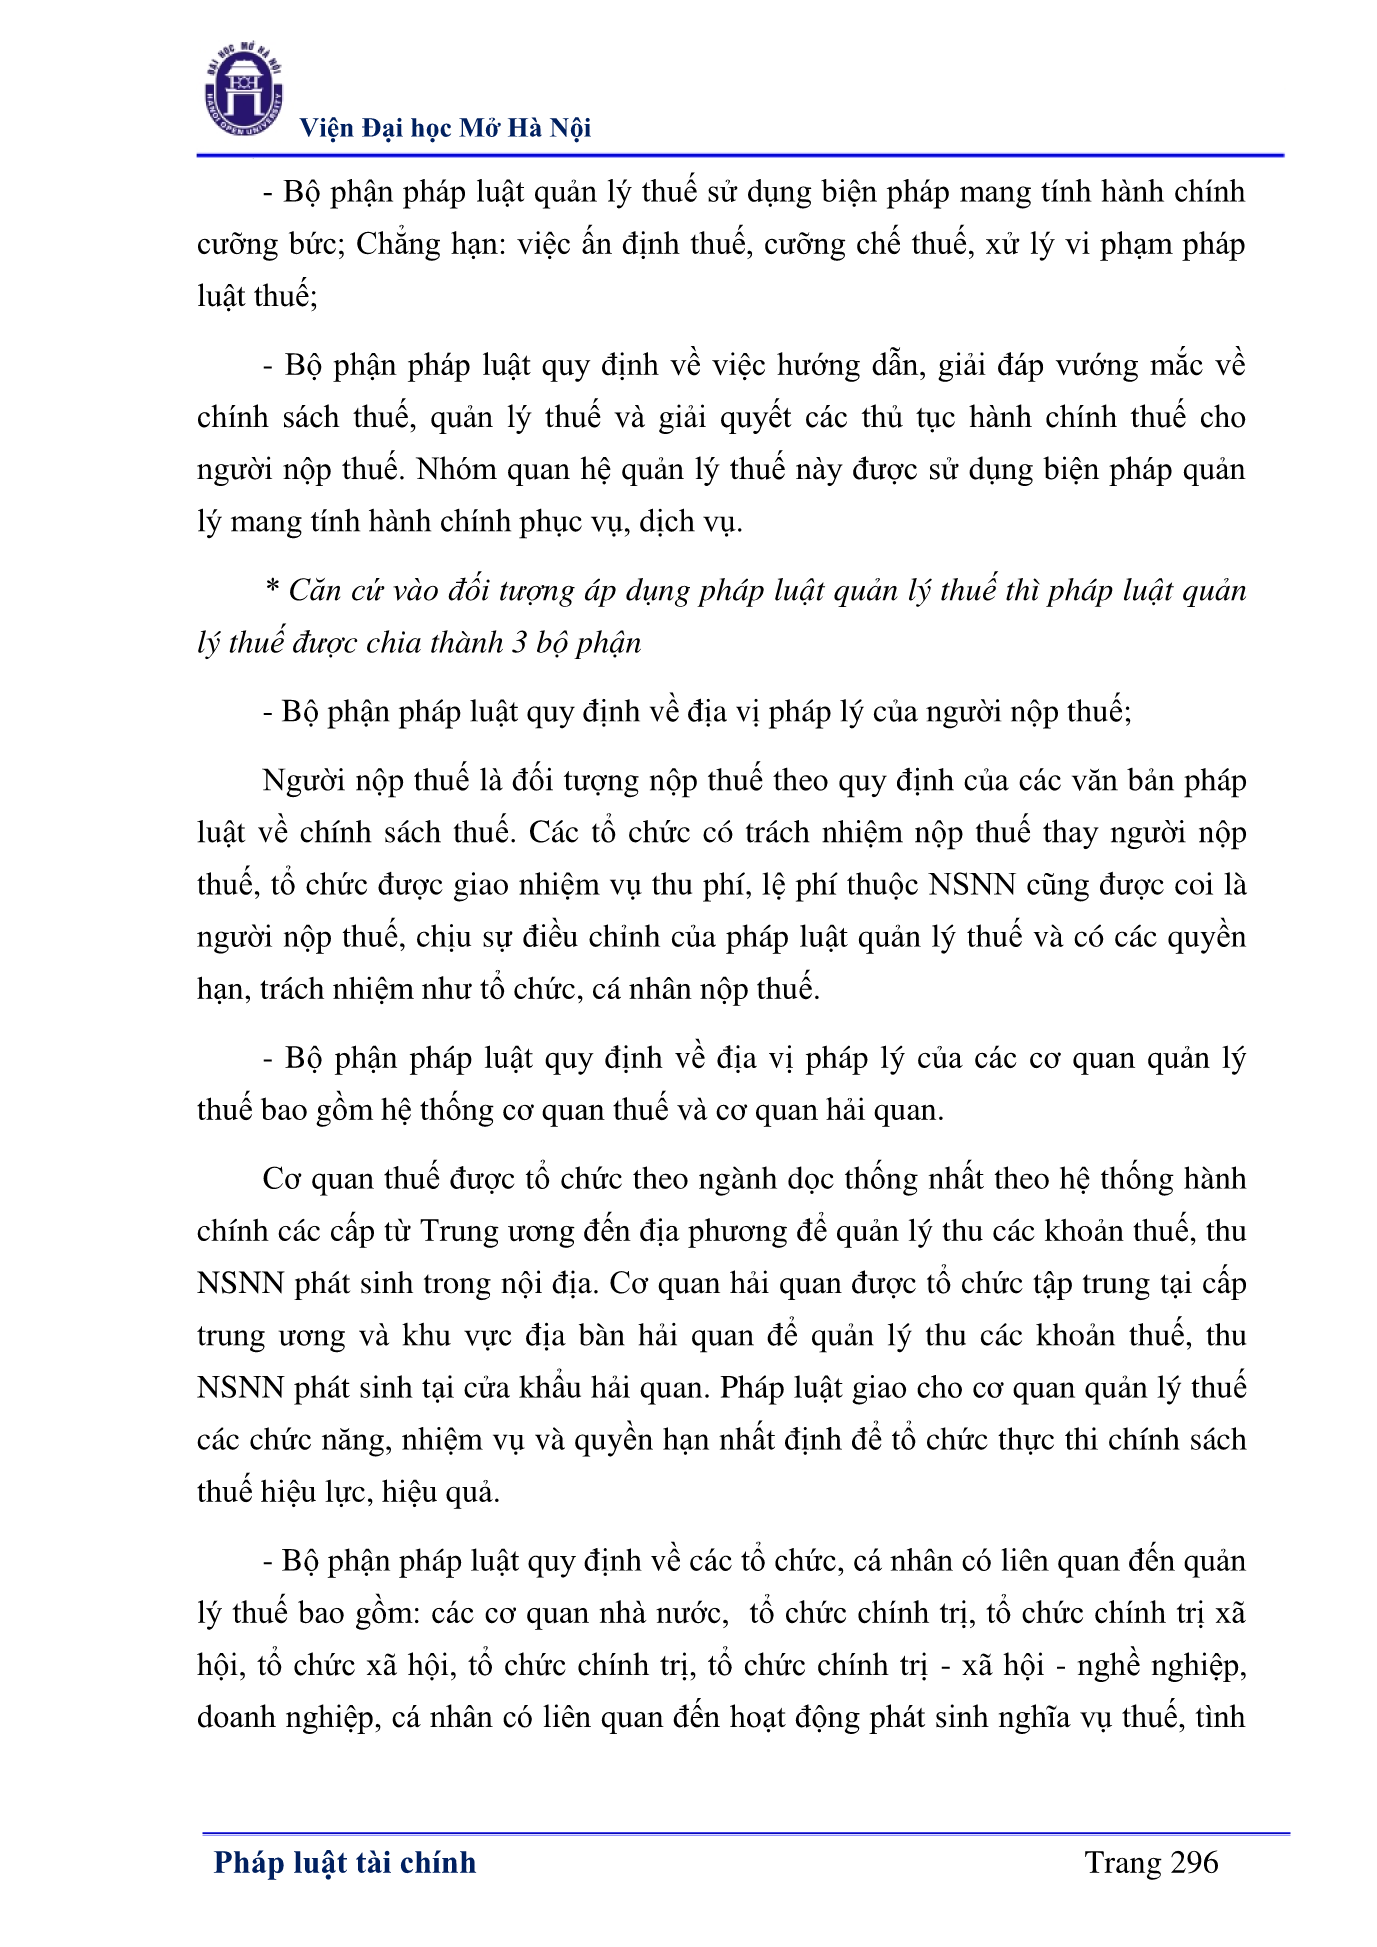 ĐẠI HỌC MỞ HÀ NỘI
HANOI OPEN UNIVERSITY
Viện Đại học Mở Hà Nội
- Bộ phận pháp luật quản lý thuế sử dụng biện pháp mang tính hành chính
cưỡng bức; Chẳng hạn: việc ấn định thuế, cưỡng chế thuế, xử lý vi phạm pháp
luật thuế;
- Bộ phận pháp luật quy định về việc hướng dẫn, giải đáp vướng mắc về
chính sách thuế, quản lý thuế và giải quyết các thủ tục hành chính thuế cho
người nộp thuế. Nhóm quan hệ quản lý thuế này được sử dụng biện pháp quản
lý mang tính hành chính phục vụ, dịch vụ.
* Căn cứ vào đối tượng áp dụng pháp luật quản lý thuế thì pháp luật quản
lý thuế được chia thành 3 bộ phận
- Bộ phận pháp luật quy định về địa vị pháp lý của người nộp thuế;
Người nộp thuế là đối tượng nộp thuế theo quy định của các văn bản pháp
luật về chính sách thuế. Các tổ chức có trách nhiệm nộp thuế thay người nộp
thuế, tổ chức được giao nhiệm vụ thu phí, lệ phí thuộc NSNN cũng được coi là
người nộp thuế, chịu sự điều chỉnh của pháp luật quản lý thuế và có các quyền
hạn, trách nhiệm như tổ chức, cá nhân nộp thuế.
- Bộ phận pháp luật quy định về địa vị pháp lý của các cơ quan quản lý
thuế bao gồm hệ thống cơ quan thuế và cơ quan hải quan.
Cơ quan thuế được tổ chức theo ngành dọc thống nhất theo hệ thống hành
chính các cấp từ Trung ương đến địa phương để quản lý thu các khoản thuế, thu
NSNN phát sinh trong nội địa. Cơ quan hải quan được tổ chức tập trung tại cấp
trung ương và khu vực địa bàn hải quan để quản lý thu các khoản thuế, thu
NSNN phát sinh tại cửa khẩu hải quan. Pháp luật giao cho cơ quan quản lý thuế
các chức năng, nhiệm vụ và quyền hạn nhất định để tổ chức thực thi chính sách
thuế hiệu lực, hiệu quả.
- Bộ phận pháp luật quy định về các tổ chức, cá nhân có liên quan đến quản
lý thuế bao gồm: các cơ quan nhà nước, tổ chức chính trị, tổ chức chính trị xã
hội, tổ chức xã hội, tổ chức chính trị, tổ chức chính trị - xã hội - nghề nghiệp,
doanh nghiệp, cá nhân có liên quan đến hoạt động phát sinh nghĩa vụ thuế, tình
Pháp luật tài chính
Trang 296